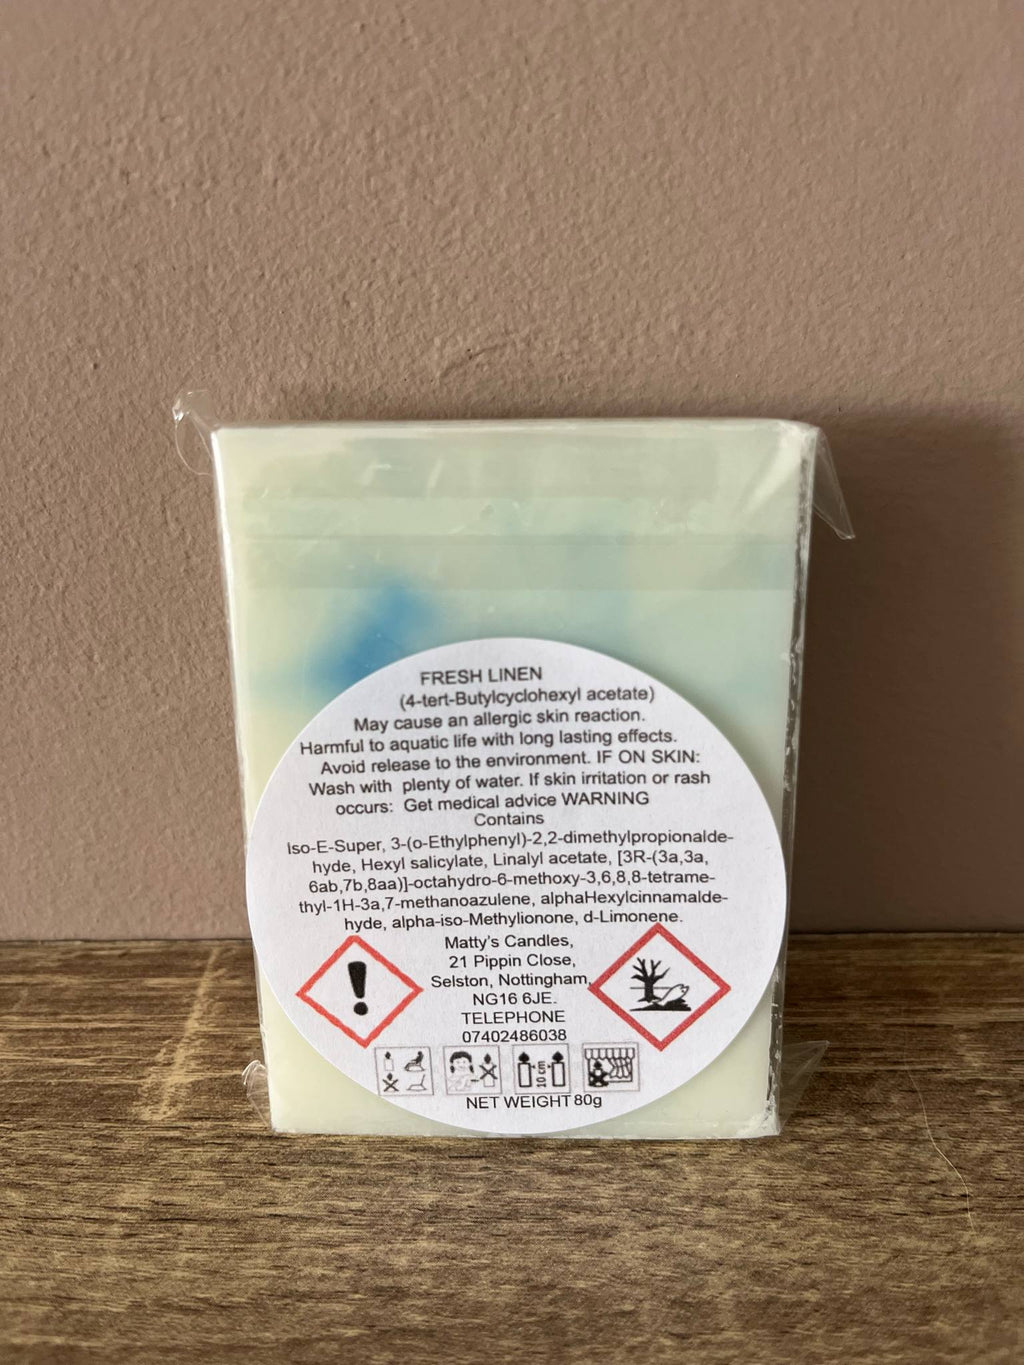 FRESH LINEN
(4-tert-Butylcyclohexyl acetate)
May cause an allergic skin reaction.
Harmful to aquatic life with long lasting effects.
Avoid release to the environment. IF ON SKIN:
Wash with plenty of water. If skin irritation or rash
occurs: Get medical advice WARNING
Contains
Iso-E-Super, 3-(o-Ethylphenyl)-2,2-dimethylpropionalde-
hyde, Hexyl salicylate, Linalyl acetate, [3R-(3a,3a,
6ab,7b,8aa)]-octahydro-6-methoxy-3,6,8,8-tetrame-
thyl-1H-3a,7-methanoazulene, alphaHexylcinnamalde-
hyde, alpha-iso-Methylionone, d-Limonene.
Matty's Candles,
21 Pippin Close,
Selston, Nottingham,
NG16 6JE.
TELEPHONE
07402486038
10 cm
NET WEIGHT 80g